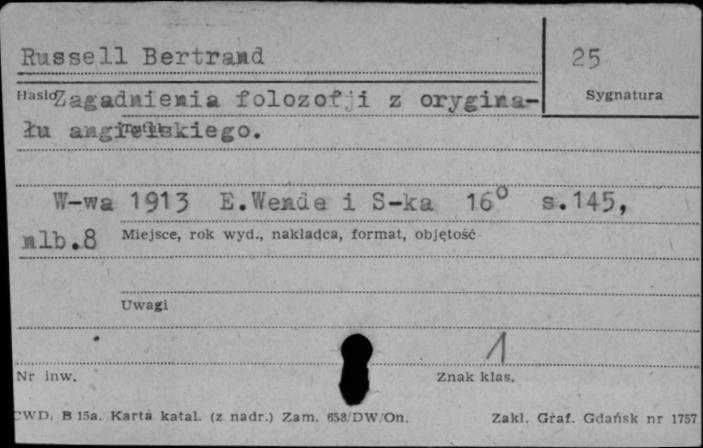 Russell Bertrand
25
Hasło
Zagadnienia folozofji z orygina-
Sygnatura
łu angielskiego.
W-wa 1913 E.Wende i S-ka 16° s.145,
nlb.8
Miejsce, rok wyd., nakładca, format, objętość
Uwagi
1
Nr inw.
Znak klas.
CWD. B 15a. Karta katal. (z nadr.) Zam. 658/DW/On.
Zakł. Graf. Gdańsk nr 1757